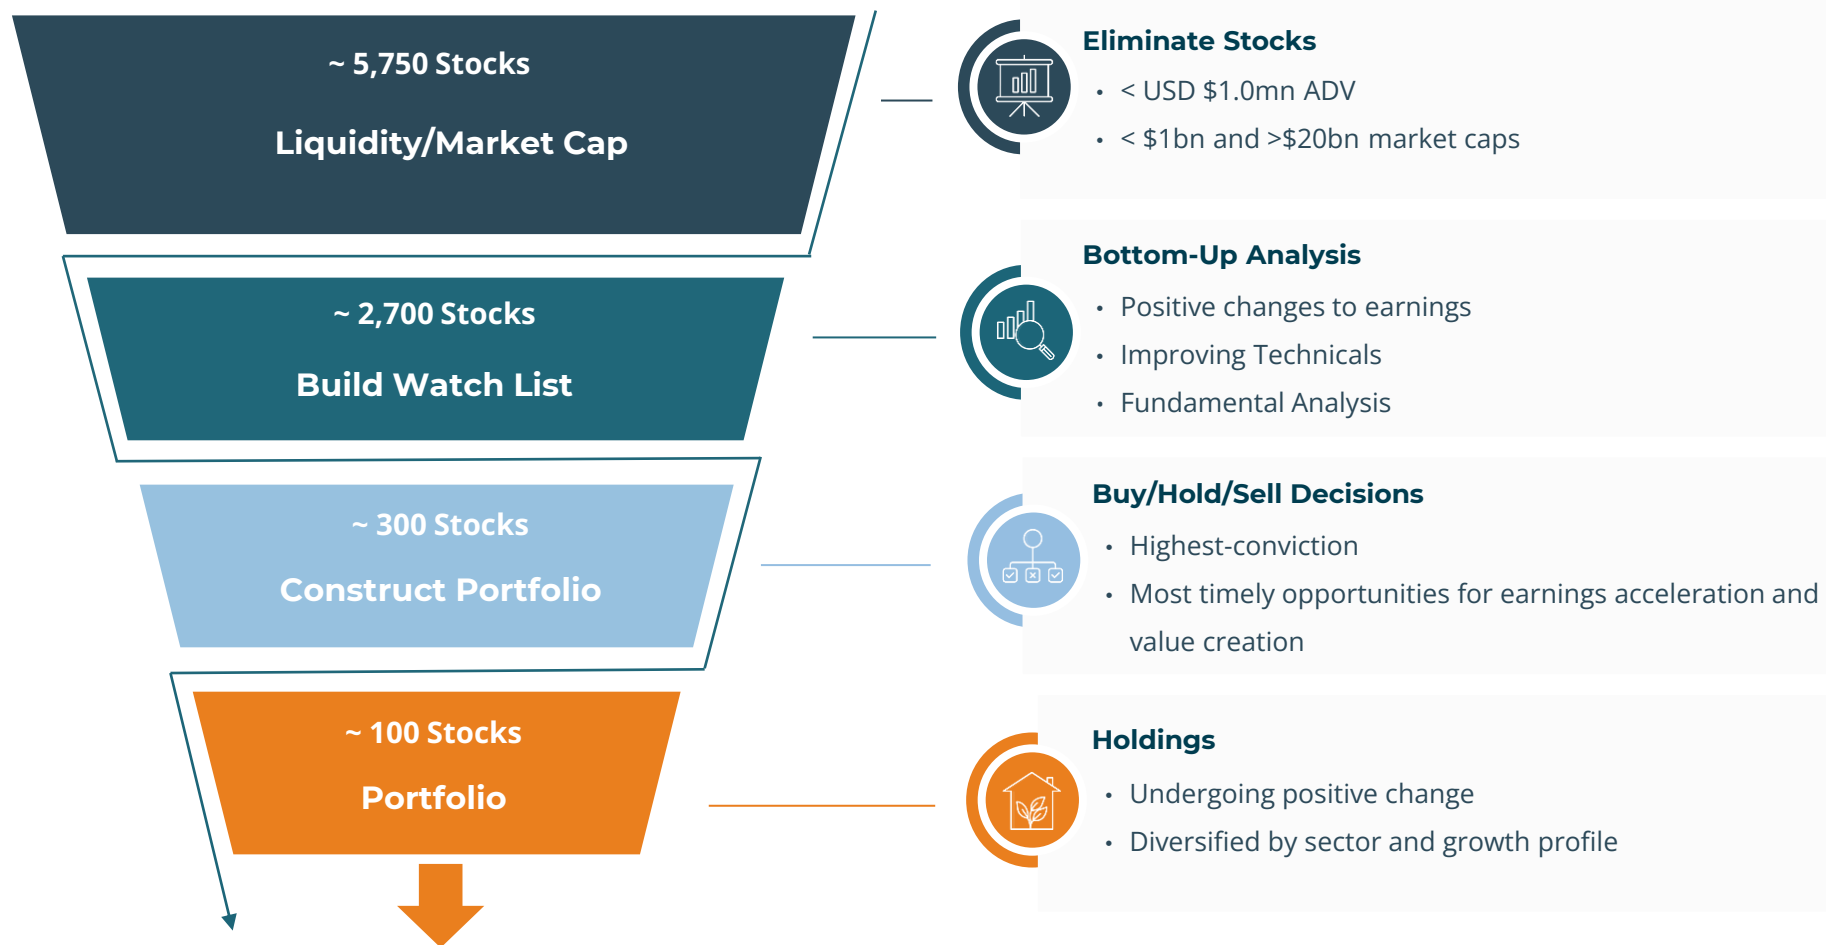 ~ 5,750 Stocks
Liquidity/Market Cap
Eliminate Stocks
• < USD $1.0mn ADV
• < $1bn and >$20bn market caps
~ 2,700 Stocks
Build Watch List
Bottom-Up Analysis
• Positive changes to earnings
• Improving Technicals
• Fundamental Analysis
~ 300 Stocks
Construct Portfolio
Buy/Hold/Sell Decisions
• Highest-conviction
• Most timely opportunities for earnings acceleration and
value creation
~ 100 Stocks
Portfolio
Holdings
• Undergoing positive change
• Diversified by sector and growth profile